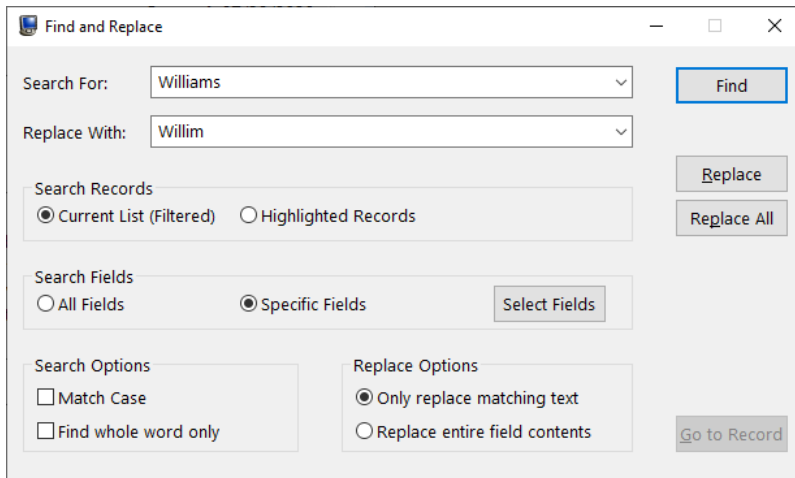 Find and Replace
Search For: Williams Find
Replace With: Willim
Replace
Search Records
Current List (Filtered) Highlighted Records Replace All
Search Fields
All Fields Specific Fields Select Fields
Search Options Replace Options
Match Case Only replace matching text
Find whole word only Replace entire field contents Go to Record